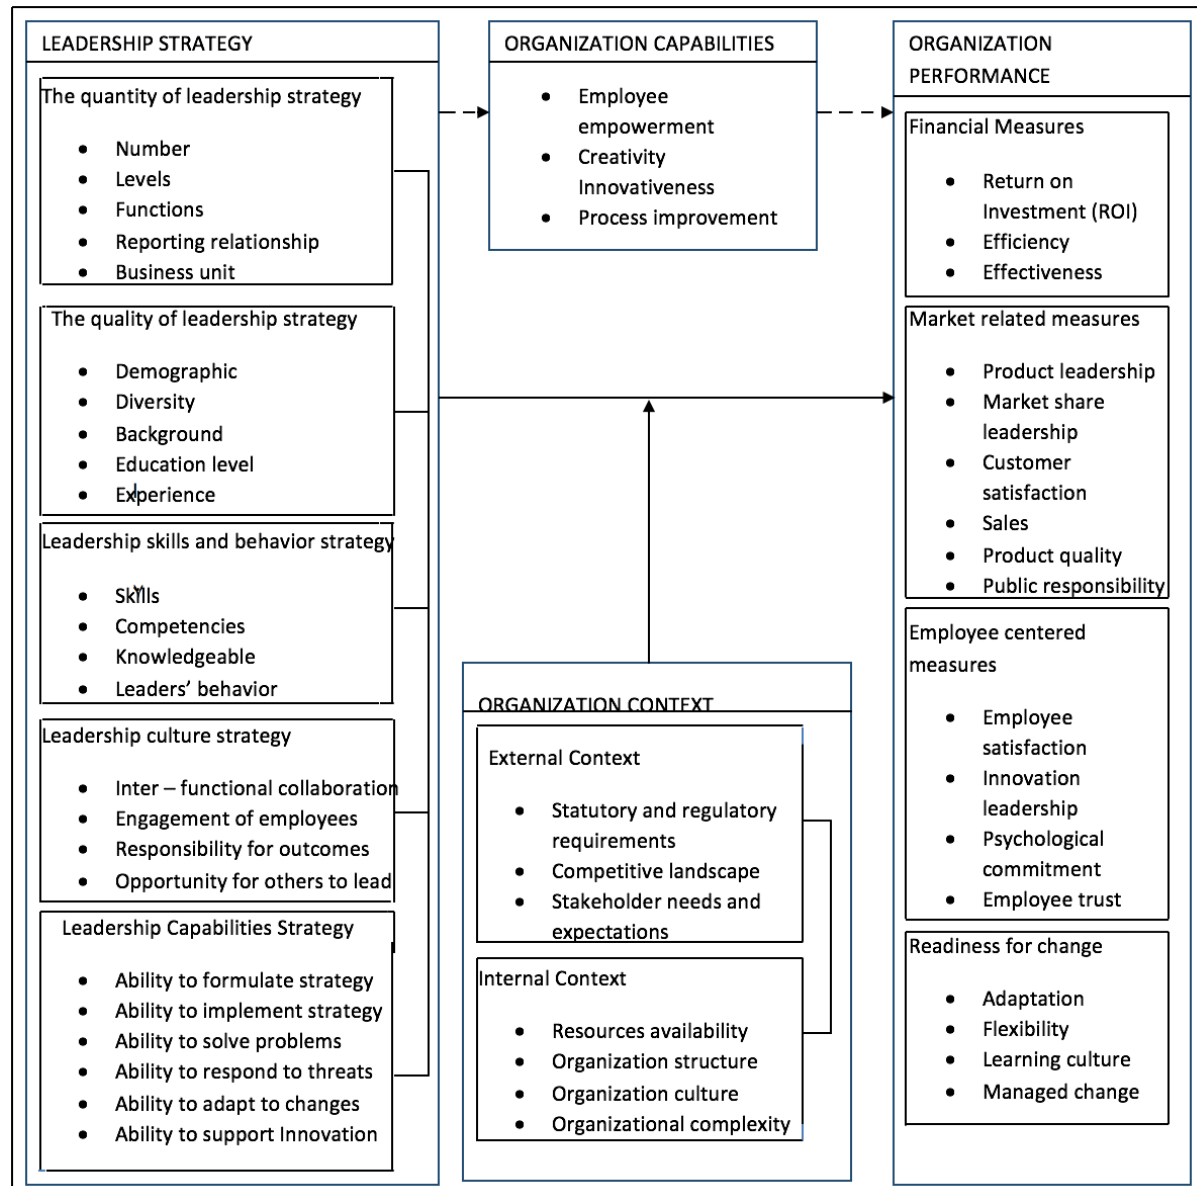 LEADERSHIP STRATEGY
The quantity of leadership strategy
• Number
• Levels
• Functions
• Reporting relationship
• Business unit
The quality of leadership strategy
• Demographic
• Diversity
• Background
• Education level
• Experience
Leadership skills and behavior strategy
• Skills
• Competencies
• Knowledgeable
• Leaders’ behavior
Leadership culture strategy
• Inter – functional collaboration
• Engagement of employees
• Responsibility for outcomes
• Opportunity for others to lead
Leadership Capabilities Strategy
• Ability to formulate strategy
• Ability to implement strategy
• Ability to solve problems
• Ability to respond to threats
• Ability to adapt to changes
• Ability to support Innovation
ORGANIZATION CAPABILITIES
• Employee
empowerment
• Creativity
Innovativeness
• Process improvement
ORGANIZATION CONTEXT
External Context
• Statutory and regulatory
requirements
• Competitive landscape
• Stakeholder needs and
expectations
Internal Context
• Resources availability
• Organization structure
• Organization culture
• Organizational complexity
ORGANIZATION
PERFORMANCE
Financial Measures
• Return on
Investment (ROI)
• Efficiency
• Effectiveness
Market related measures
• Product leadership
• Market share
leadership
• Customer
satisfaction
• Sales
• Product quality
• Public responsibility
Employee centered
measures
• Employee
satisfaction
• Innovation
leadership
• Psychological
commitment
• Employee trust
Readiness for change
• Adaptation
• Flexibility
• Learning culture
• Managed change